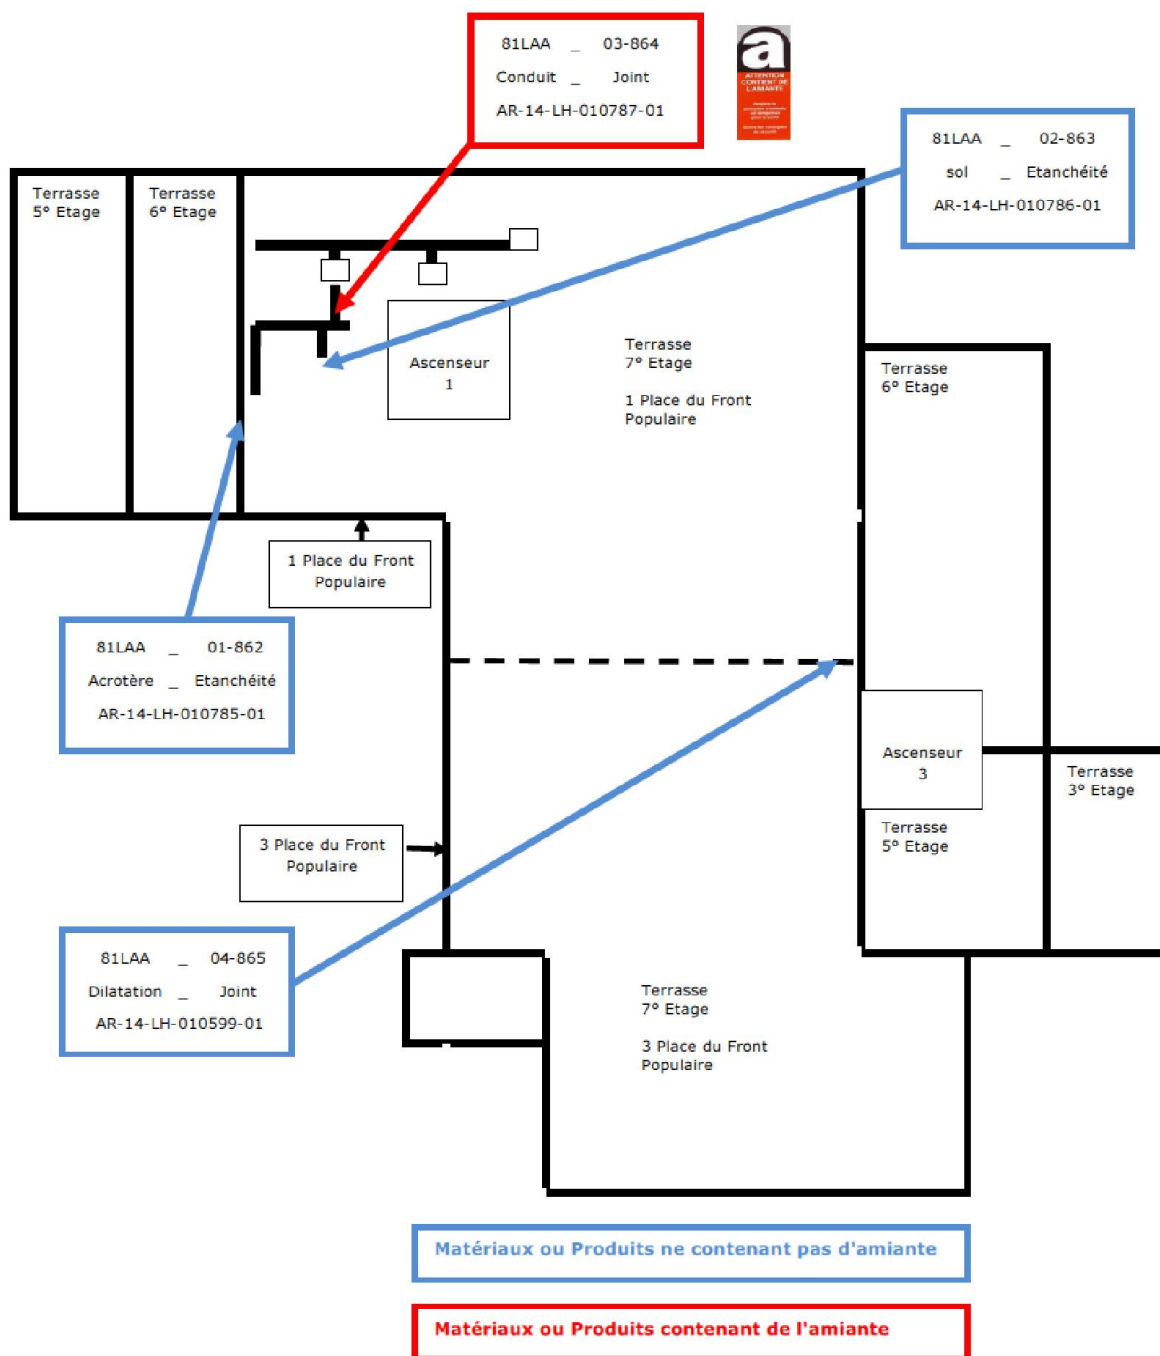 81LAA _ 03-864
Conduit _ Joint
AR-14-LH-010787-01
a
ATTENTION
CONTIENT DE
L'AMIANTE
81LAA _ 02-863
sol _ Etanchéité
AR-14-LH-010786-01
Terrasse
5° Etage
Terrasse
6° Etage
Ascenseur
1
Terrasse
7° Etage
1 Place du Front
Populaire
Terrasse
6° Etage
1 Place du Front
Populaire
81LAA _ 01-862
Acrotère _ Etanchéité
AR-14-LH-010785-01
Ascenseur
3
Terrasse
3° Etage
Terrasse
5° Etage
3 Place du Front
Populaire
81LAA _ 04-865
Dilatation _ Joint
AR-14-LH-010599-01
Terrasse
7° Etage
3 Place du Front
Populaire
Matériaux ou Produits ne contenant pas d'amiante
Matériaux ou Produits contenant de l'amiante